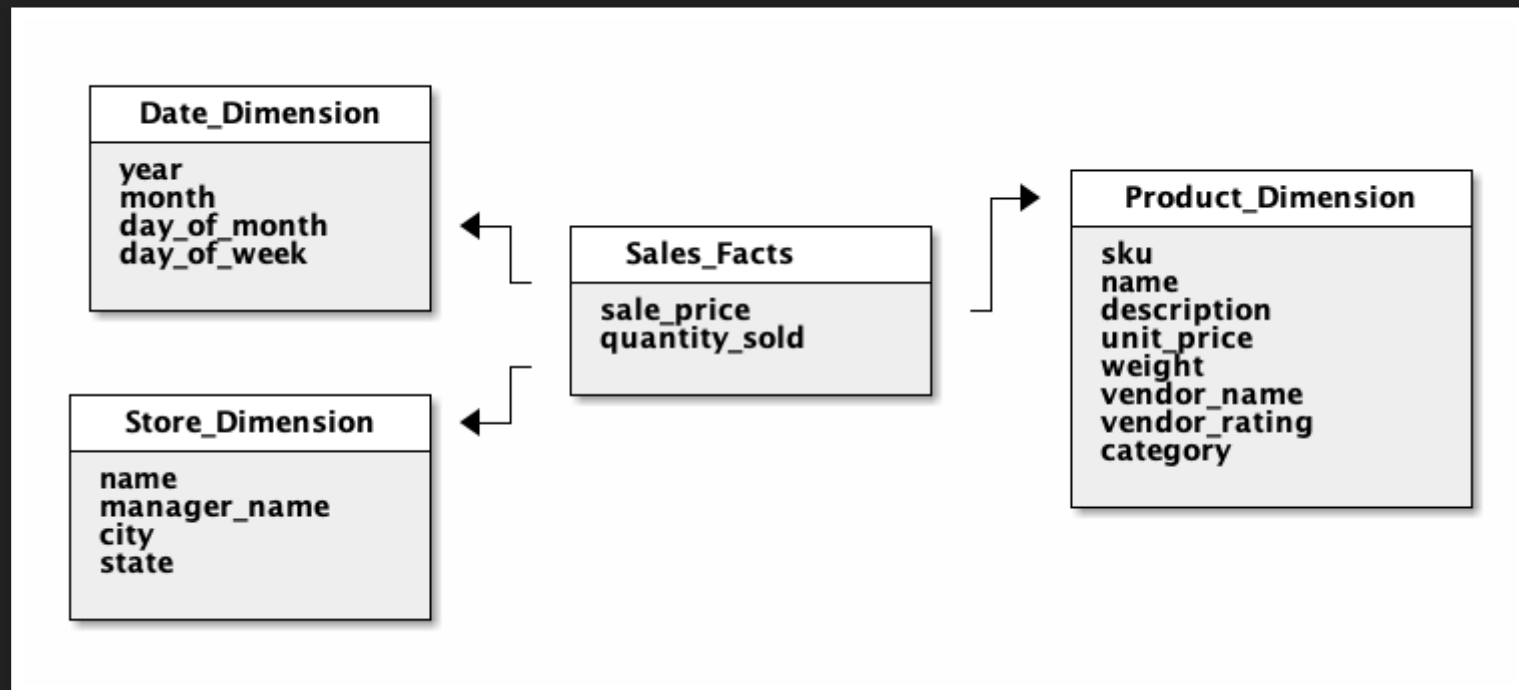 Date_Dimension
year
month
day_of_month
day_of_week
Store_Dimension
name
manager_name
city
state
Sales_Facts
sale_price
quantity_sold
Product_Dimension
sku
name
description
unit_price
weight
vendor_name
vendor_rating
category